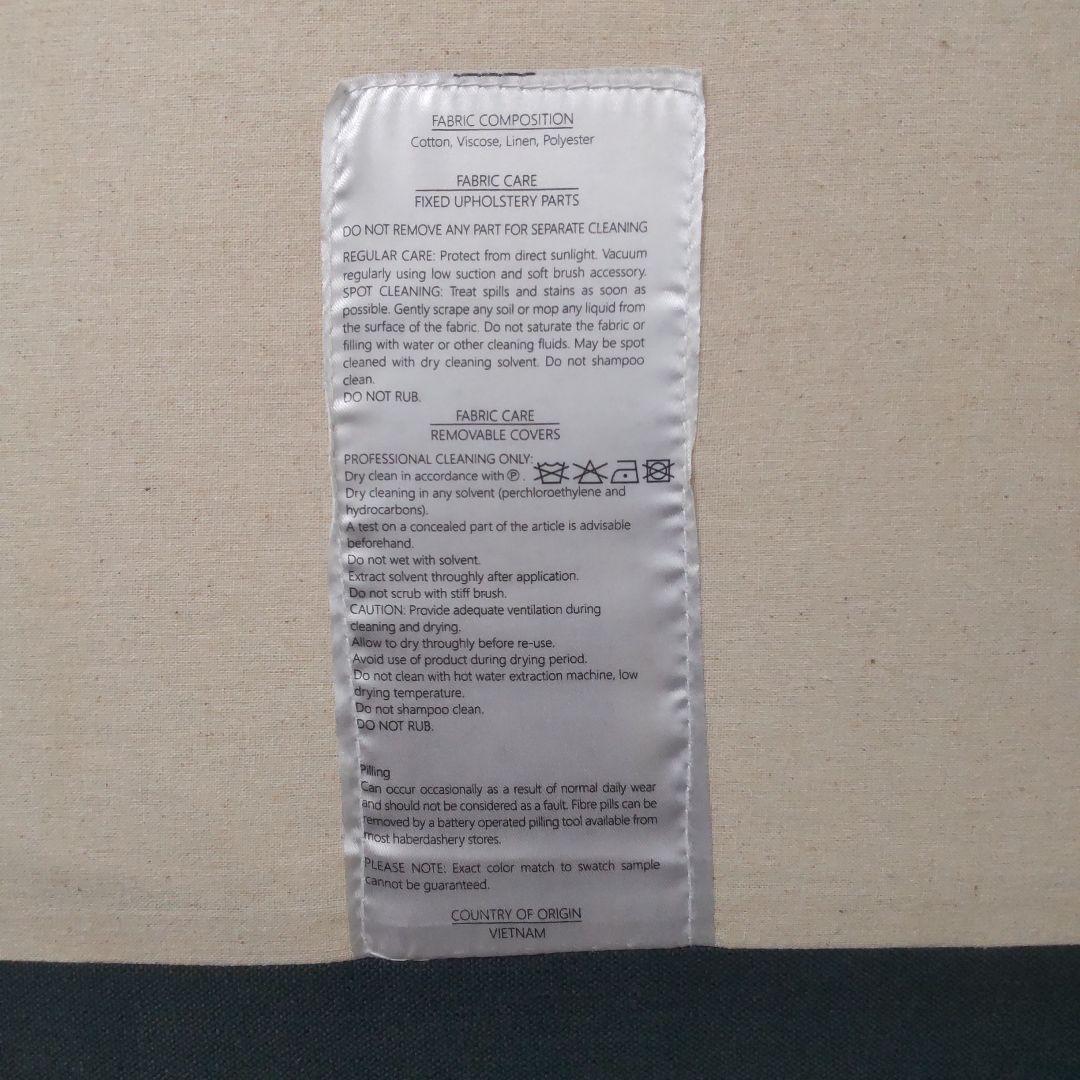 FABRIC COMPOSITION
Cotton, Viscose, Linen, Polyester
FABRIC CARE
FIXED UPHOLSTERY PARTS
DO NOT REMOVE ANY PART FOR SEPARATE CLEANING
REGULAR CARE: Protect from direct sunlight. Vacuum
regularly using low suction and soft brush accessory.
SPOT CLEANING: Treat spills and stains as soon as
possible. Gently scrape any soil or mop any liquid from
the surface of the fabric. Do not saturate the fabric or
filling with water or other cleaning fluids. May be spot
cleaned with dry cleaning solvent. Do not shampoo
clean.
DO NOT RUB.
FABRIC CARE
REMOVABLE COVERS
PROFESSIONAL CLEANING ONLY:
Dry clean in accordance with Ⓟ.
Dry cleaning in any solvent (perchloroethylene and
hydrocarbons).
A test on a concealed part of the article is advisable
beforehand.
Do not wet with solvent.
Extract solvent throughly after application.
Do not scrub with stiff brush.
CAUTION: Provide adequate ventilation during
cleaning and drying.
Allow to dry throughly before re-use.
Avoid use of product during drying period.
Do not clean with hot water extraction machine, low
drying temperature.
Do not shampoo clean.
DO NOT RUB.
Pilling
Can occur occasionally as a result of normal daily wear
and should not be considered as a fault. Fibre pills can be
removed by a battery operated pilling tool available from
most haberdashery stores.
PLEASE NOTE: Exact color match to swatch sample
cannot be guaranteed.
COUNTRY OF ORIGIN
VIETNAM